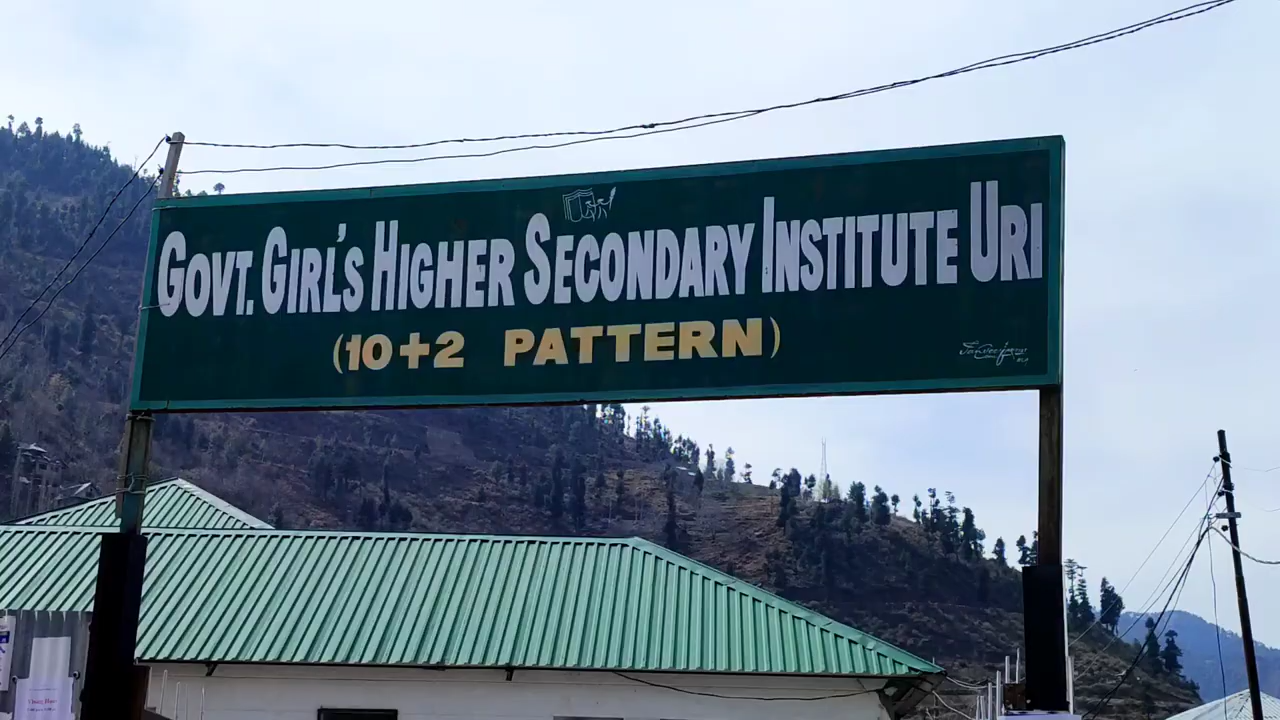 GOVT. GIRL'S HIGHER SECONDARY INSTITUTE URI
(10+2 PATTERN)